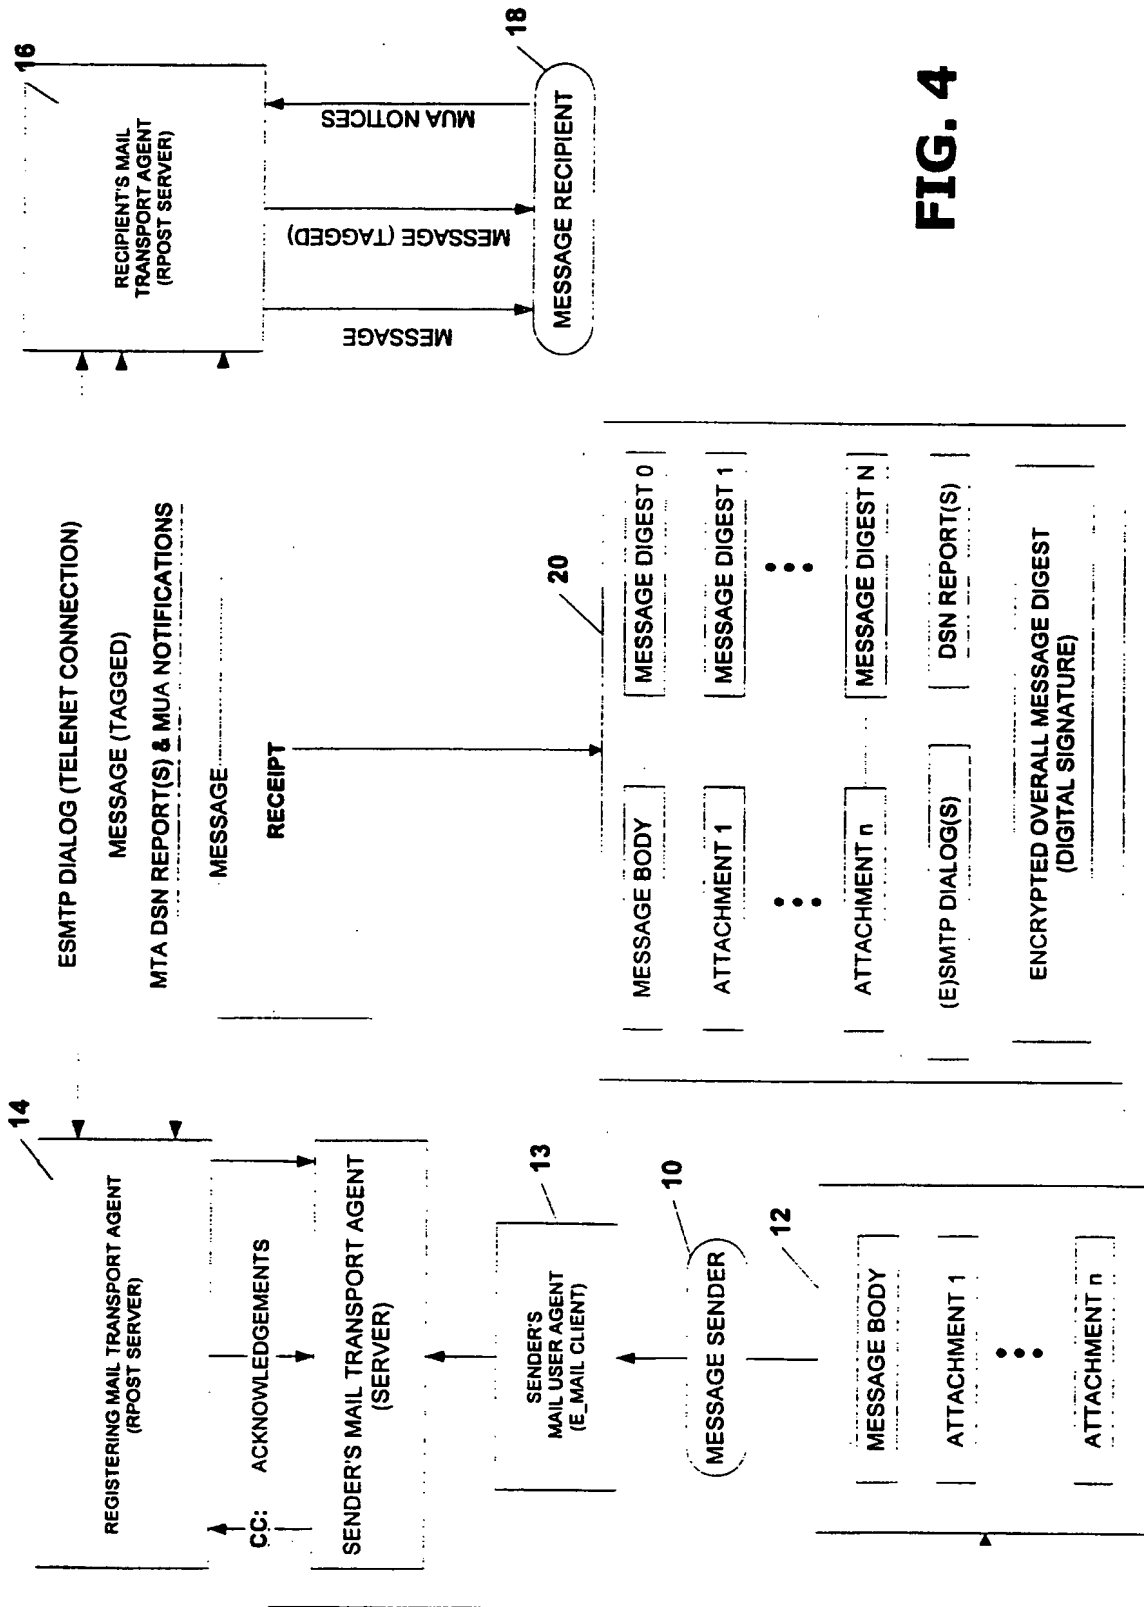 14
REGISTERING MAIL TRANSPORT AGENT
(RPOST SERVER)
CC:
ACKNOWLEDGEMENTS
SENDER'S MAIL TRANSPORT AGENT
(SERVER)
13
SENDER'S
MAIL USER AGENT
(E_MAIL CLIENT)
10
MESSAGE SENDER
12
MESSAGE BODY
ATTACHMENT 1
ATTACHMENT n
ESMTP DIALOG (TELENET CONNECTION)
MESSAGE (TAGGED)
MTA DSN REPORT(S) & MUA NOTIFICATIONS
MESSAGE
RECEIPT
20
MESSAGE BODY
MESSAGE DIGEST 0
ATTACHMENT 1
MESSAGE DIGEST 1
ATTACHMENT n
MESSAGE DIGEST N
(E)SMTP DIALOG(S)
DSN REPORT(S)
ENCRYPTED OVERALL MESSAGE DIGEST
(DIGITAL SIGNATURE)
16
RECIPIENT'S MAIL
TRANSPORT AGENT
(RPOST SERVER)
MESSAGE
MESSAGE (TAGGED)
MUA NOTICES
18
MESSAGE RECIPIENT
FIG. 4